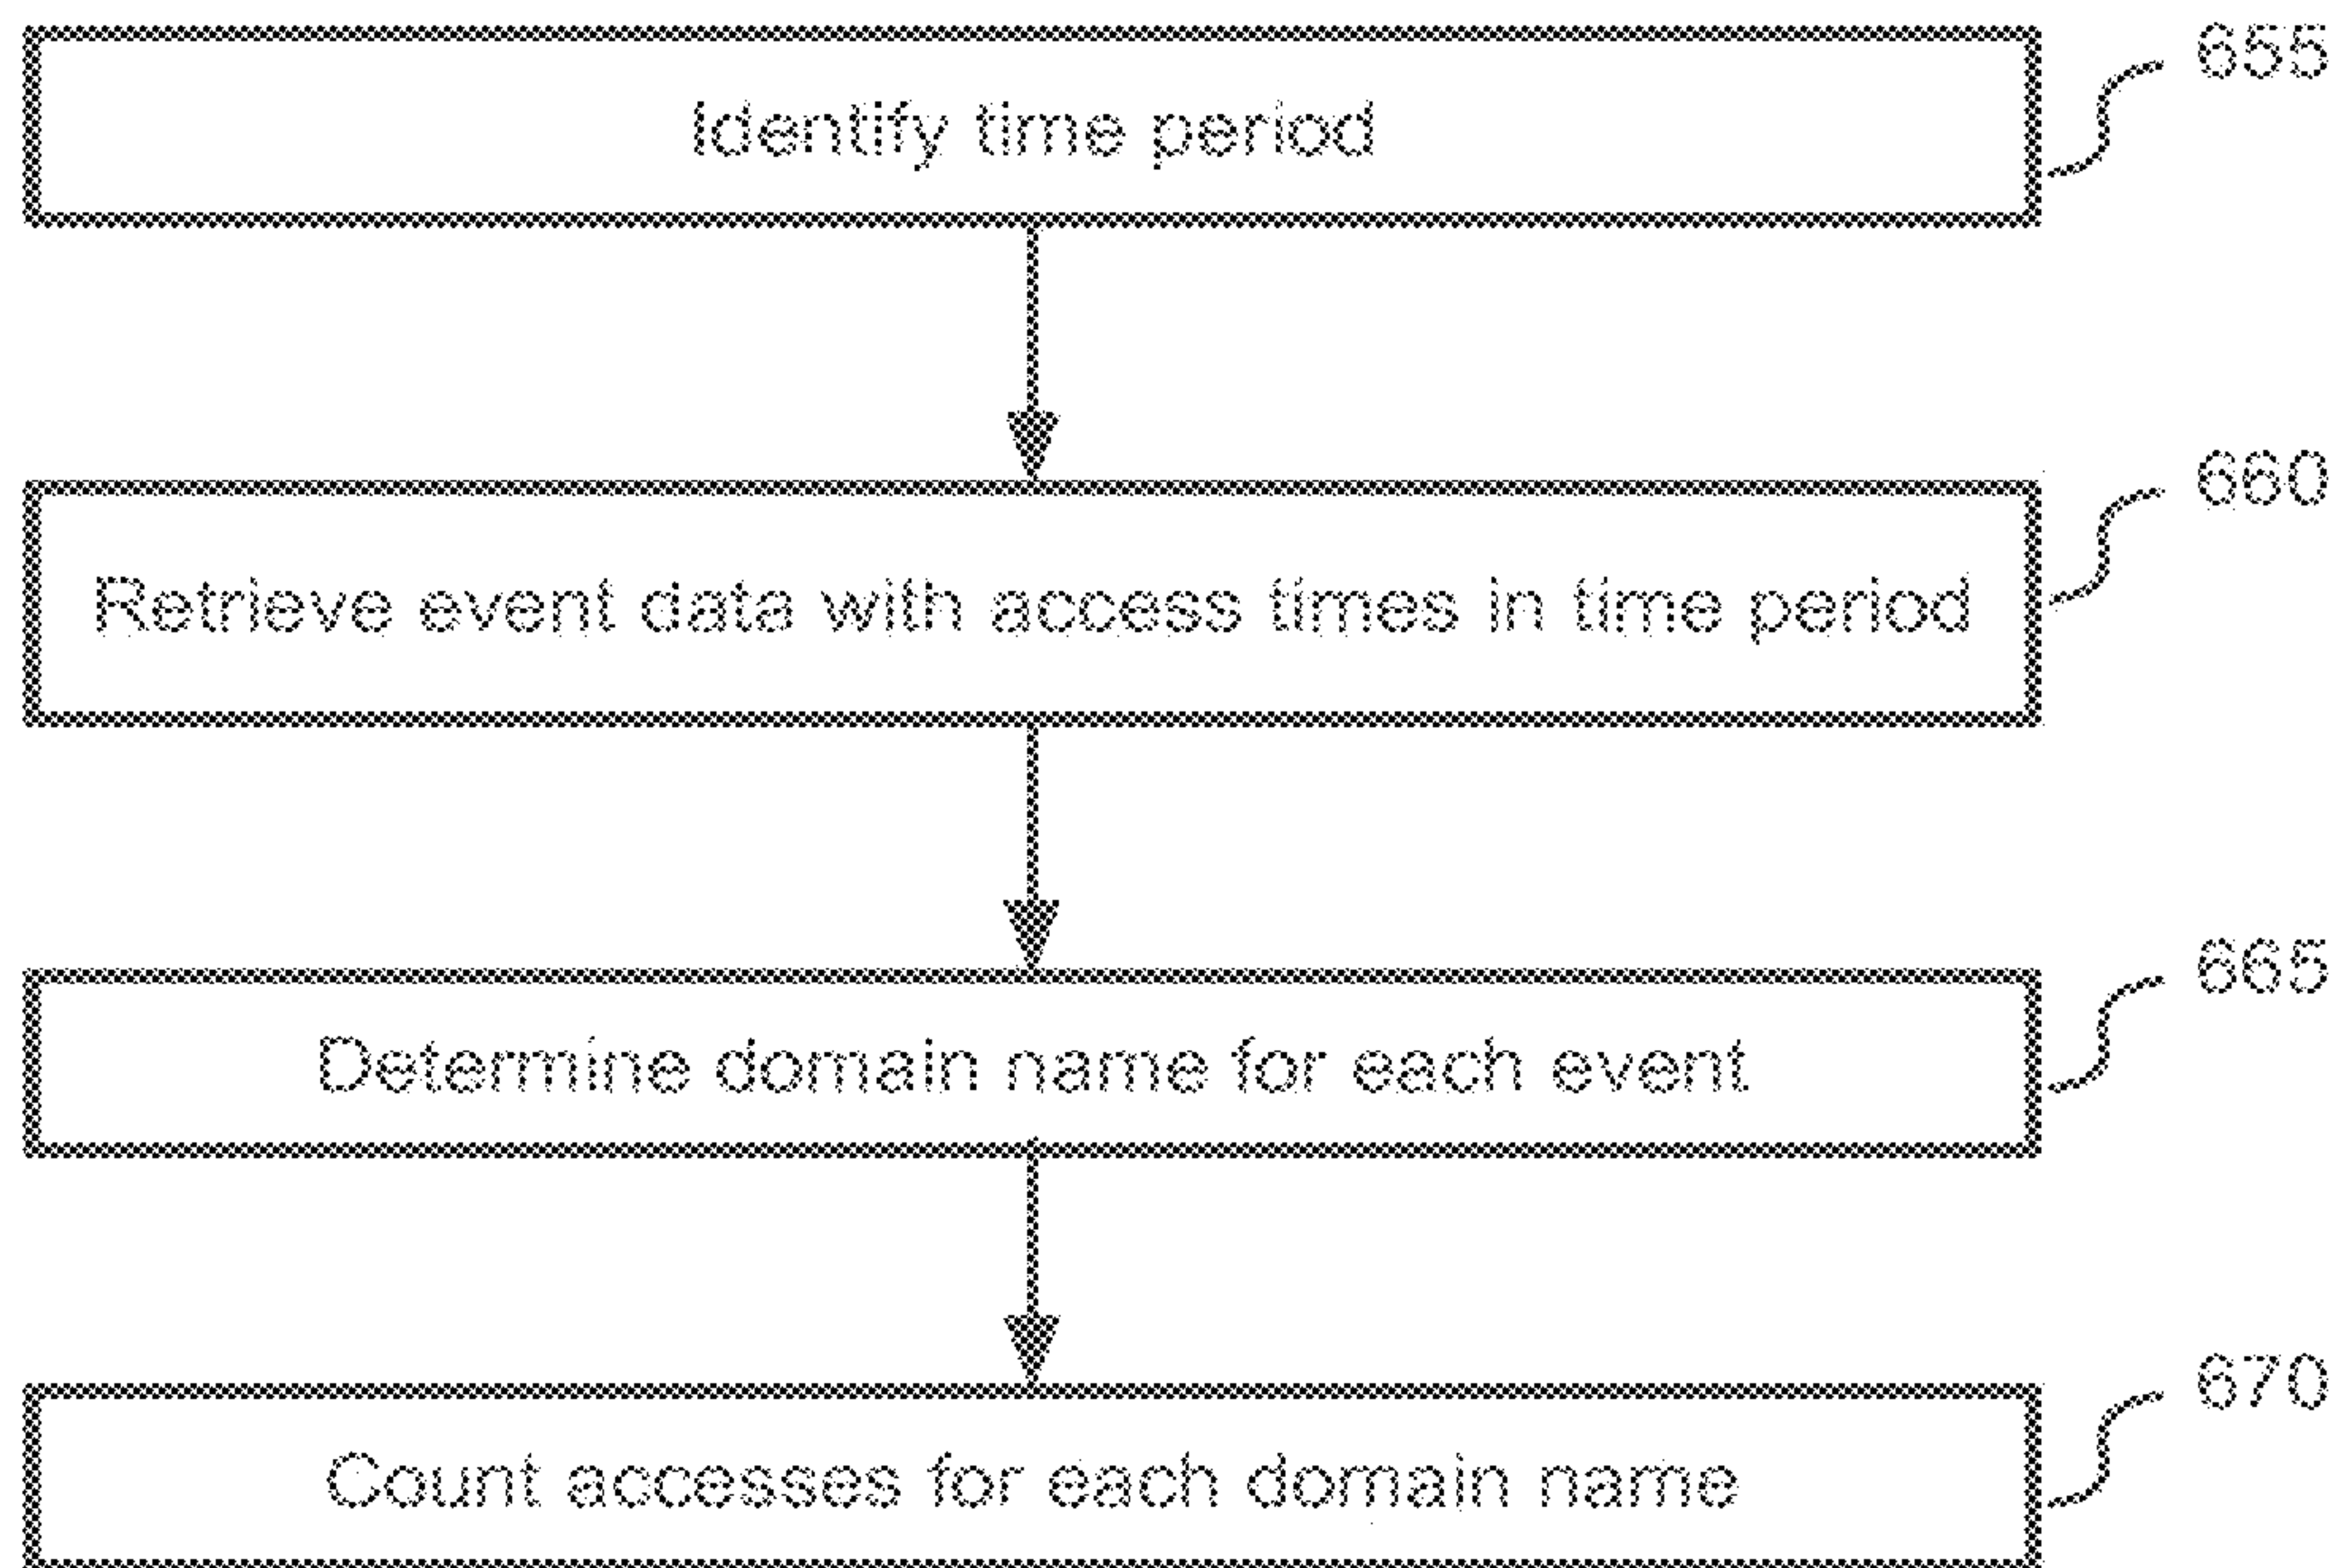 655
Identify time period
660
Retrieve event data with access times in time period
665
Determine domain name for each event
670
Count accesses for each domain name